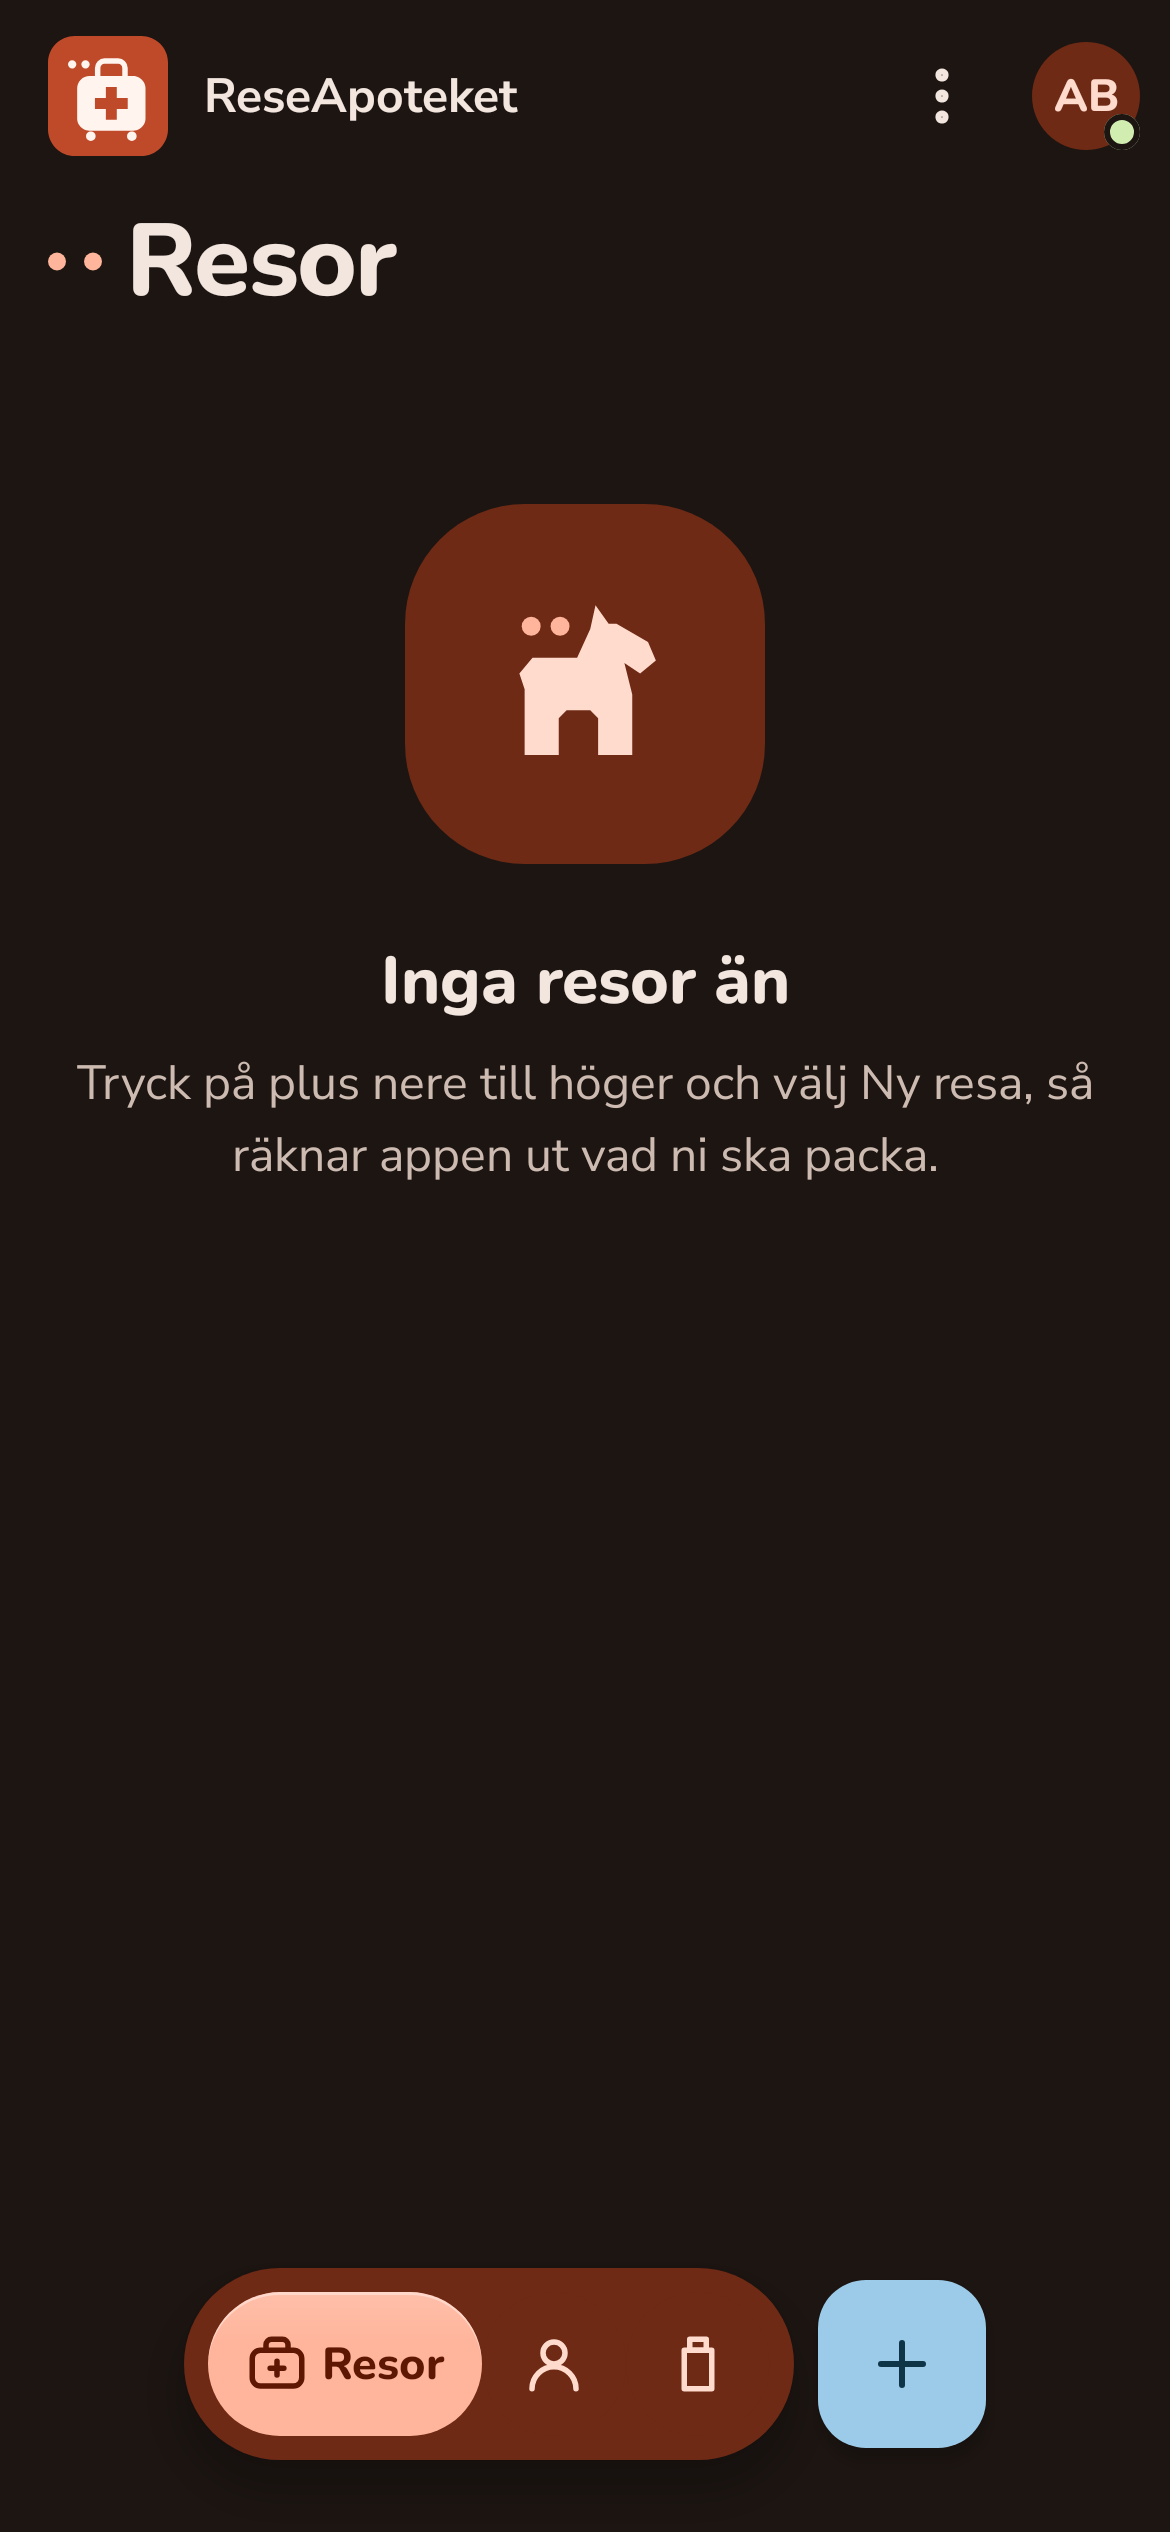 ReseApoteket
AB
Resor
Inga resor än
Tryck på plus nere till höger och välj Ny resa, så
räknar appen ut vad ni ska packa.
Resor